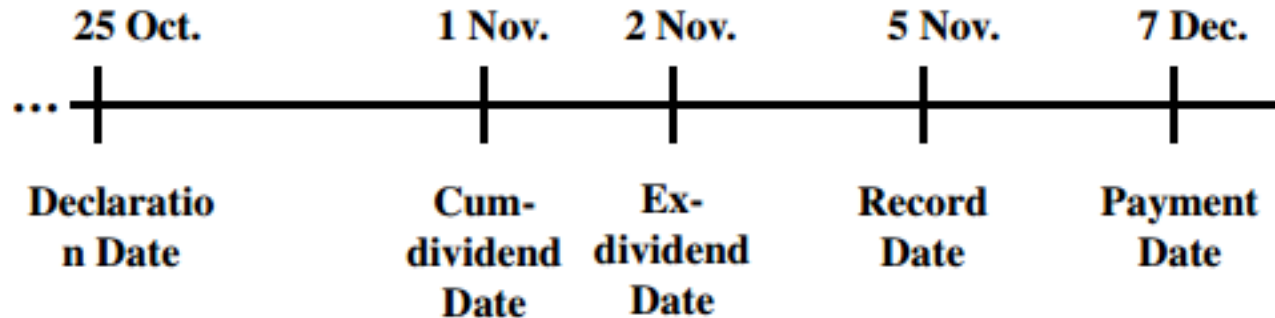 25 Oct. 1 Nov. 2 Nov. 5 Nov. 7 Dec.
...
Declaratio
n Date
Cum-
dividend
Date
Ex-
dividend
Date
Record
Date
Payment
Date